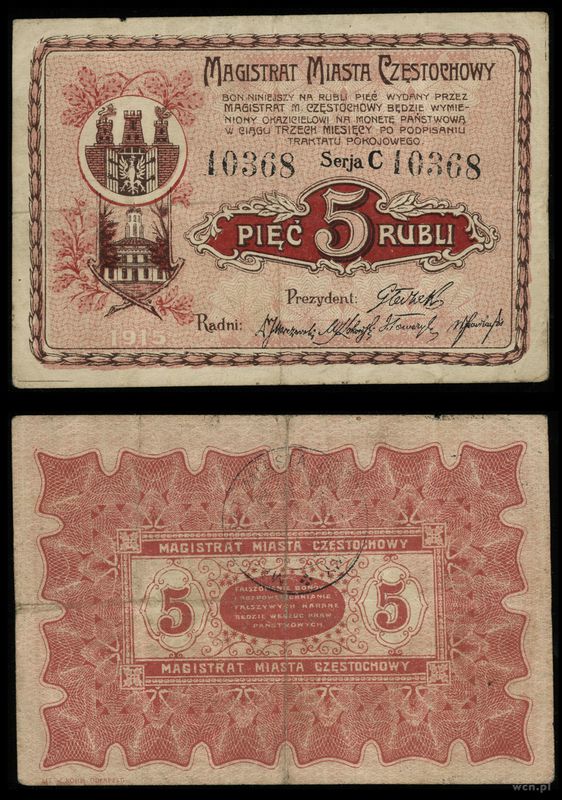 MAGISTRAT MIASTA CZĘSTOCHOWY
BON NINIEJSZY NA RUBLI PIĘĆ WYDANY PRZEZ
MAGISTRAT M. CZĘSTOCHOWY BĘDZIE WYMIE-
NIONY OKAZICIELOWI NA MONETĘ PAŃSTWOWĄ
W CIĄGU TRZECH MIESIĘCY PO PODPISANIU
TRAKTATU POKOJOWEGO.
10368 Serja C 10368
PIĘĆ 5 RUBLI
Prezydent:
Radni:
1915
MAGISTRAT MIASTA CZĘSTOCHOWY
5 5
FAŁSZOWANIE BONÓW
I ROZPOWSZECHNIANIE
FAŁSZYWYCH KARANE
BĘDZIE WEDŁUG PRAW
PAŃSTWOWYCH.
MAGISTRAT MIASTA CZĘSTOCHOWY
wcn.pl